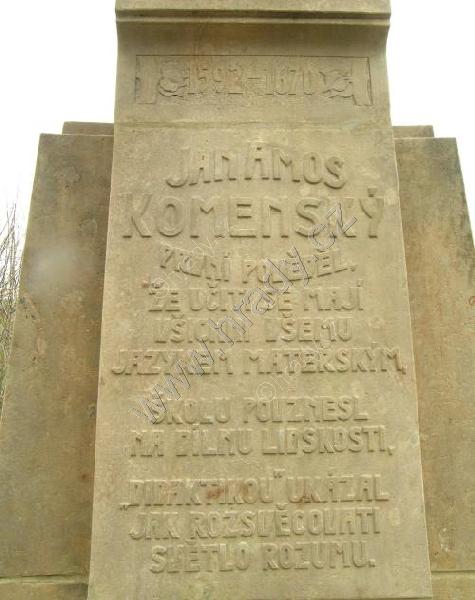 1592-1670
JAN AMOS
KOMENSKÝ
PRVNÍ POVĚDĚL,
ŽE UČITI SE MAJÍ
VŠICHNI VŠEMU
JAZYKEM MATEŘSKÝM,
ŠKOLU POVZNESL
NA DÍLNU LIDSKOSTI,
"DIDAKTIKOU" UKÁZAL
JAK ROZSVĚCOVATI
SVĚTLO ROZUMU.
www.hrady.cz